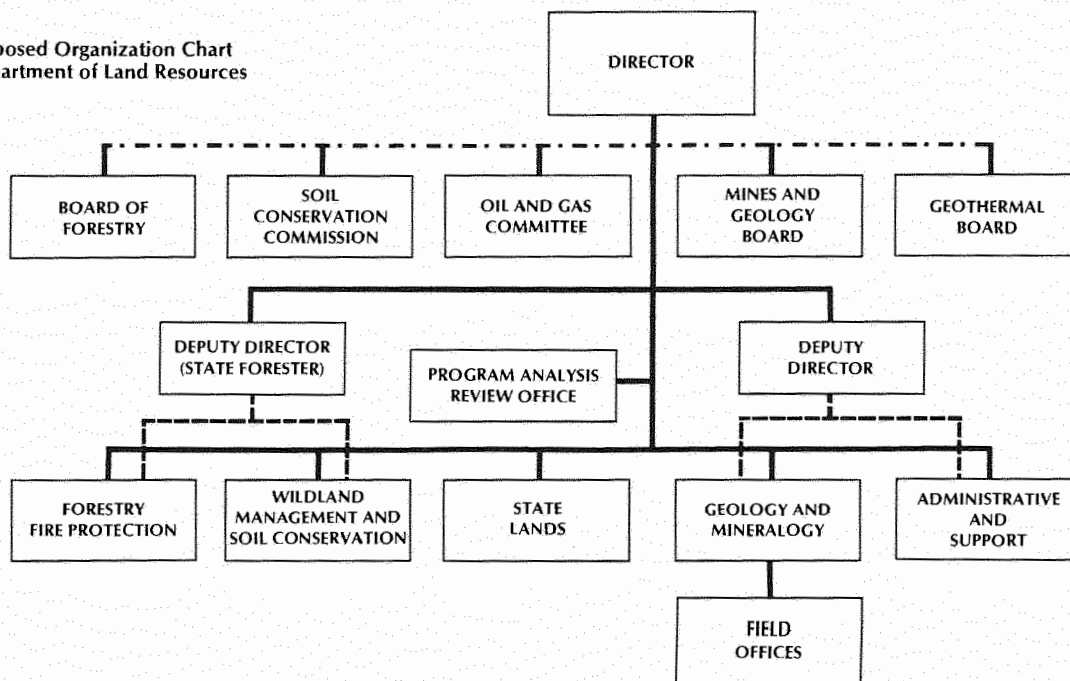 posed Organization Chart
artment of Land Resources
DIRECTOR
BOARD OF
FORESTRY
SOIL
CONSERVATION
COMMISSION
OIL AND GAS
COMMITTEE
MINES AND
GEOLOGY
BOARD
GEOTHERMAL
BOARD
DEPUTY DIRECTOR
(STATE FORESTER)
PROGRAM ANALYSIS
REVIEW OFFICE
DEPUTY
DIRECTOR
FORESTRY
FIRE PROTECTION
WILDLAND
MANAGEMENT AND
SOIL CONSERVATION
STATE
LANDS
GEOLOGY AND
MINERALOGY
ADMINISTRATIVE
AND
SUPPORT
FIELD
OFFICES